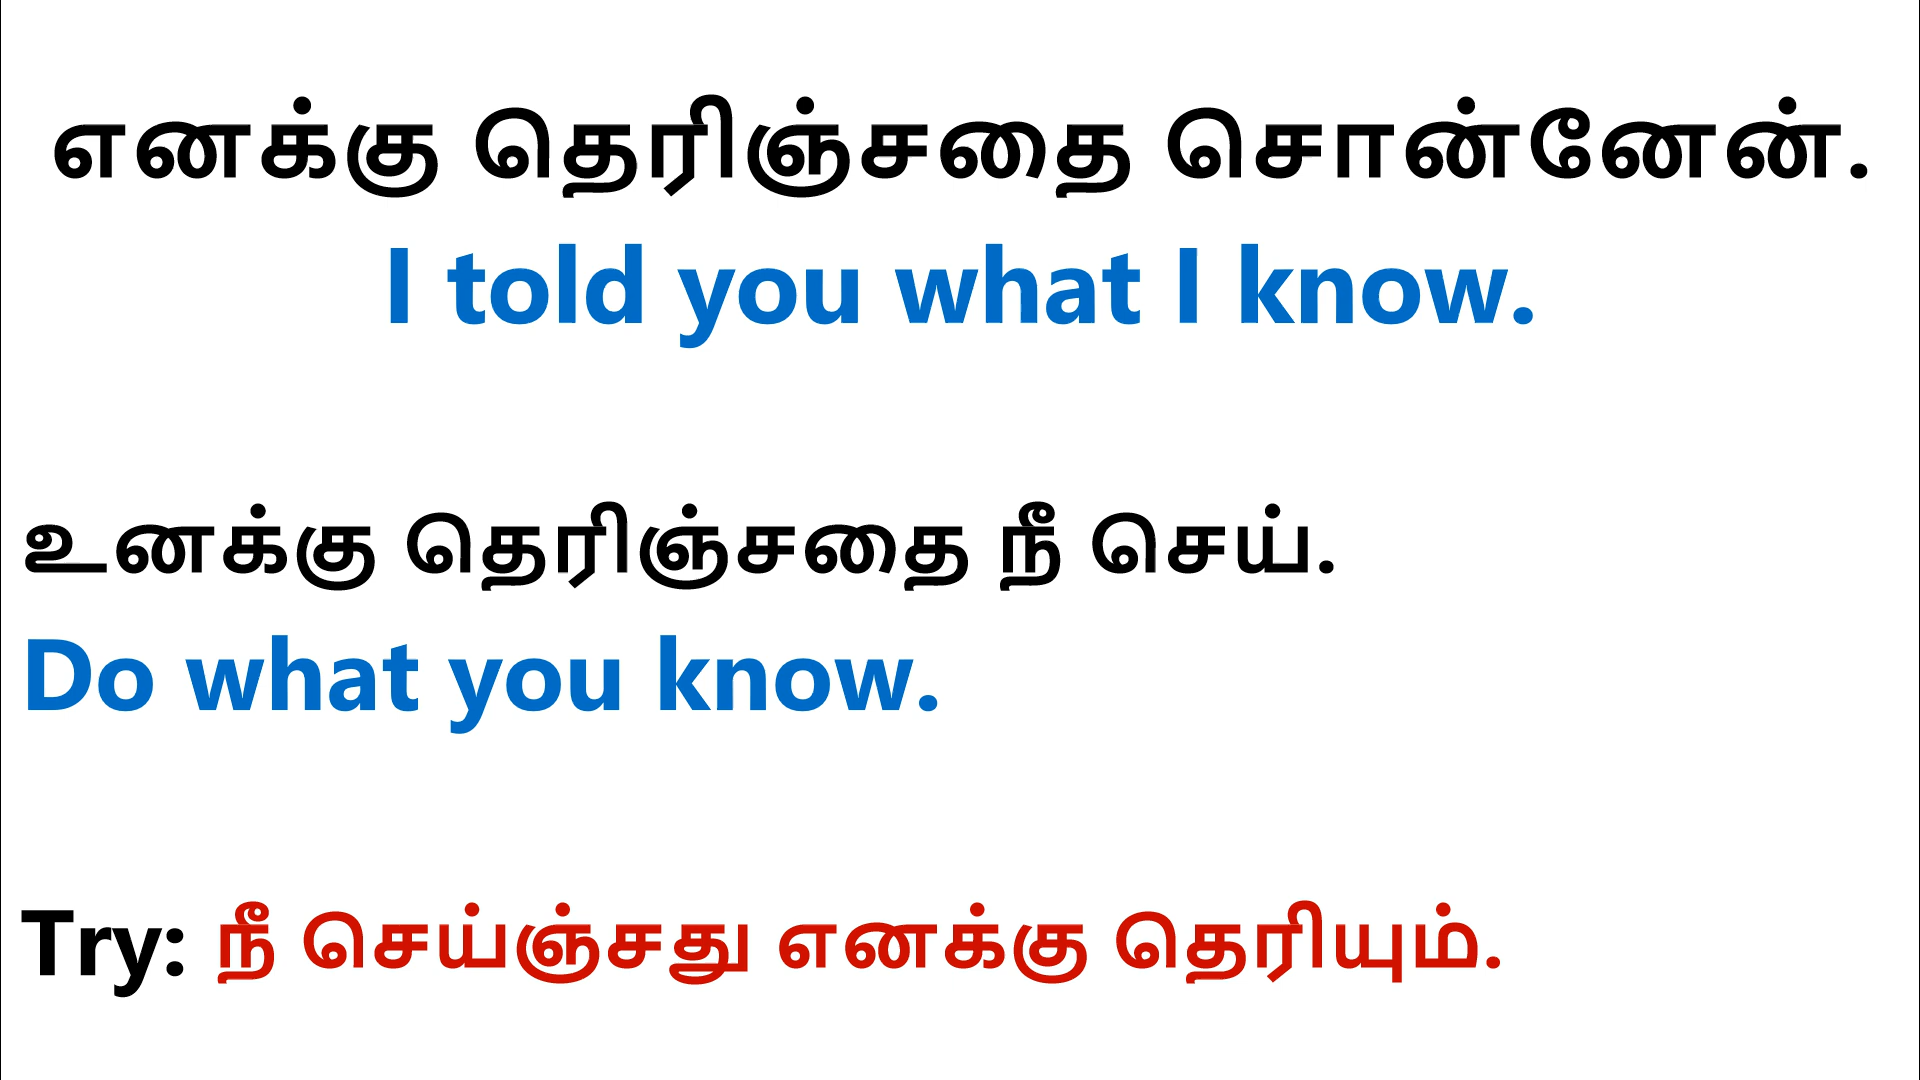 எனக்கு தெரிஞ்சதை சொன்னேன்.
I told you what I know.
உனக்கு தெரிஞ்சதை நீ செய்.
Do what you know.
Try: நீ செய்ஞ்சது எனக்கு தெரியும்.